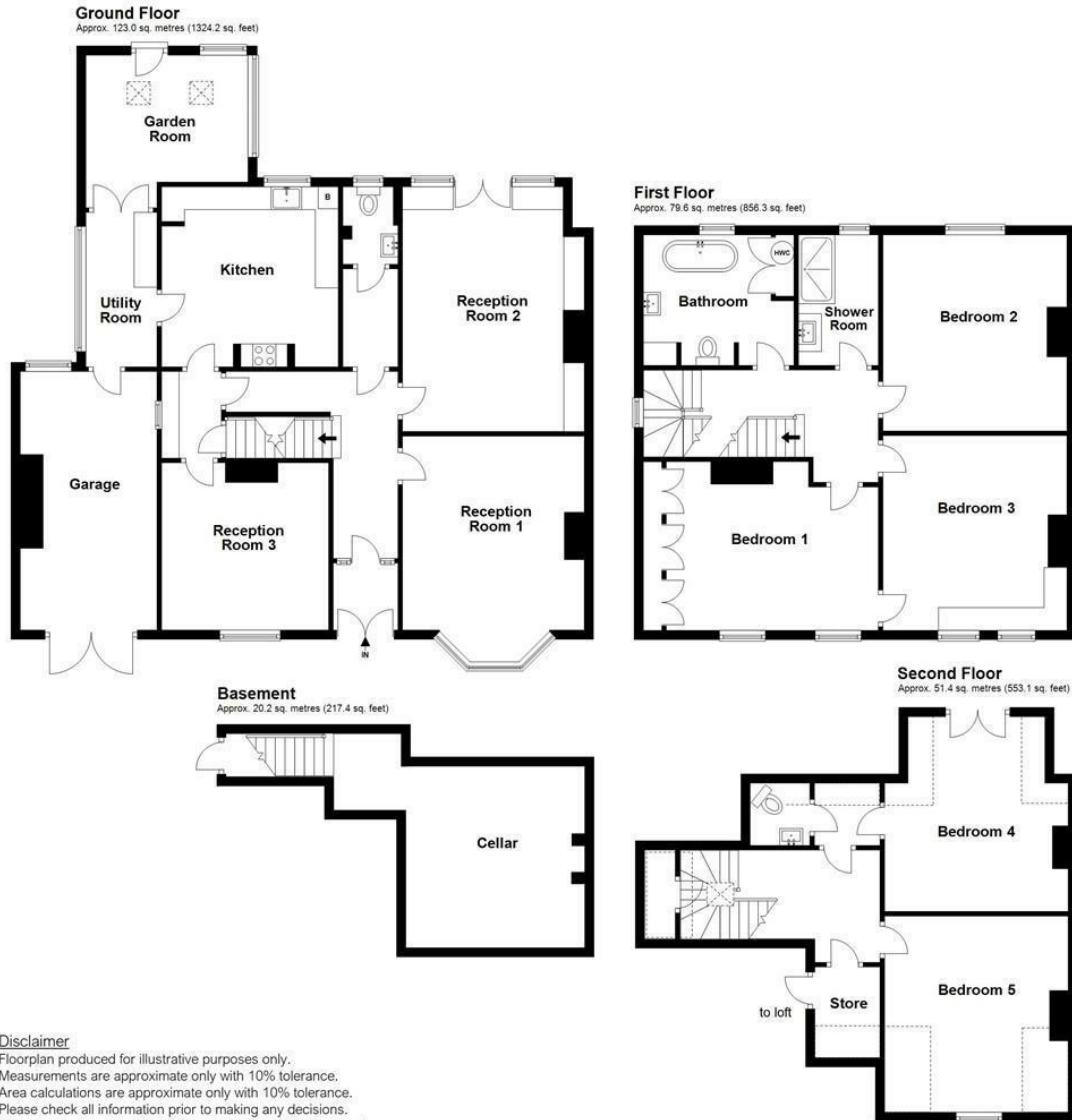 Ground Floor
Approx. 123.0 sq. metres (1324.2 sq. feet)
Garden
Room
B
Kitchen
Utility
Room
Reception
Room 2
Garage
Reception
Room 3
Reception
Room 1
IN
First Floor
Approx. 79.6 sq. metres (856.3 sq. feet)
HWC
Bathroom
Shower
Room
Bedroom 2
Bedroom 1
Bedroom 3
Basement
Approx. 20.2 sq. metres (217.4 sq. feet)
Cellar
Second Floor
Approx. 51.4 sq. metres (553.1 sq. feet)
Bedroom 4
Bedroom 5
Store
to loft
Disclaimer
Floorplan produced for illustrative purposes only.
Measurements are approximate only with 10% tolerance.
Area calculations are approximate only with 10% tolerance.
Please check all information prior to making any decisions.